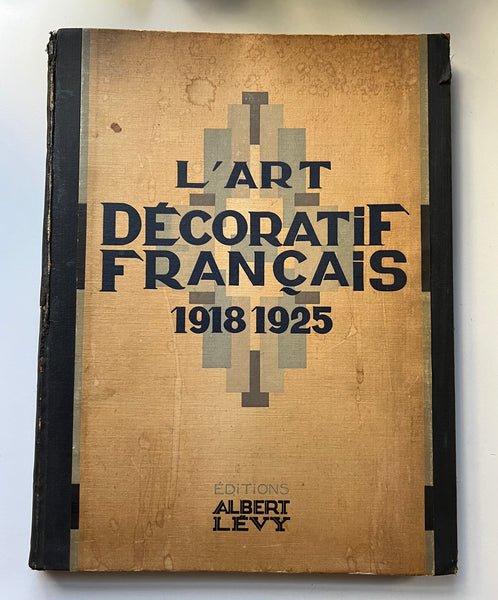 L'ART
DÉCORATiF
FRANÇAiS
1918 1925
ÉDiTiONS
ALBERT
LÉVY